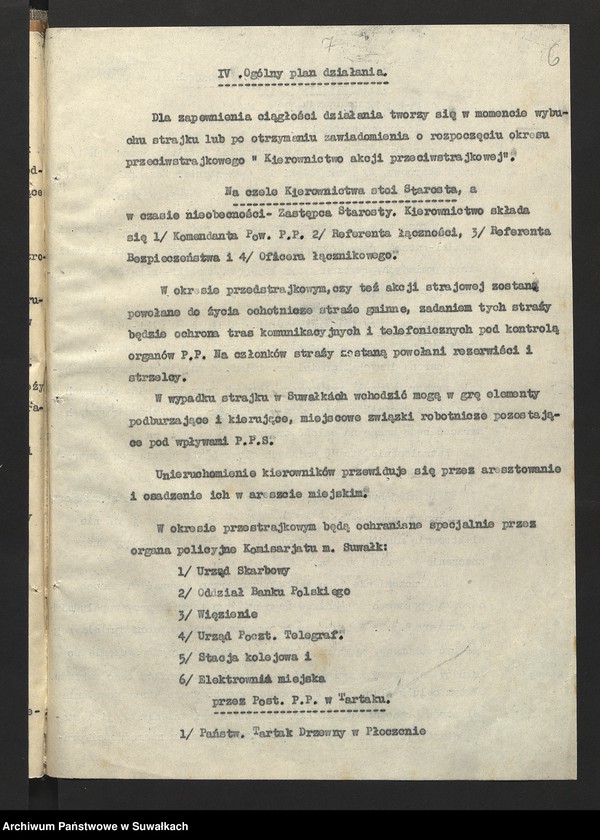 7
6
IV .Ogólny plan działania.
Dla zapewnienia ciągłości działania tworzy się w momencie wybu-
chu strajku lub po otrzymaniu zawiadomienia o rozpoczęciu okresu
przeciwstrajkowego " Kierownictwo akcji przeciwstrajkowej".
Na czele Kierownictwa stoi Starosta, a
w czasie nieobecności- Zastępca Starosty. Kierownictwo składa
się 1/ Komendanta Pow. P.P. 2/ Referenta łączności, 3/ Referenta
Bezpieczeństwa i 4/ Oficera łącznikowego.
W okresie przedstrajkowym,czy też akcji strajowej zostaną
powołane do życia ochotnicze straże gminne, zadaniem tych straży
będzie ochrona tras komunikacyjnych i telefonicznych pod kontrolą
organów P.P. Na członków straży zostaną powołani rezerwiści i
strzelcy.
W wypadku strajku w Suwałkach wchodzić mogą w grę elementy
podburzające i kierujące, miejscowe związki robotnicze pozostają-
ce pod wpływami P.P.S.
Unieruchomienie kierowników przewiduje się przez aresztowanie
i osadzenie ich w areszcie miejskim.
W okresie przestrajkowym będą ochraniane specjalnie przez
organa policyjne Komisarjatu m. Suwałk:
1/ Urząd Skarbowy
2/ Oddział Banku Polskiego
3/ Więzienie
4/ Urząd Poczt. Telegraf.
5/ Stacja kolejowa i
6/ Elektrownia miejska
przez Post. P.P. w Tartaku.
1/ Państw. Tartak Drzewny w Płocznie
Archiwum Państwowe w Suwałkach